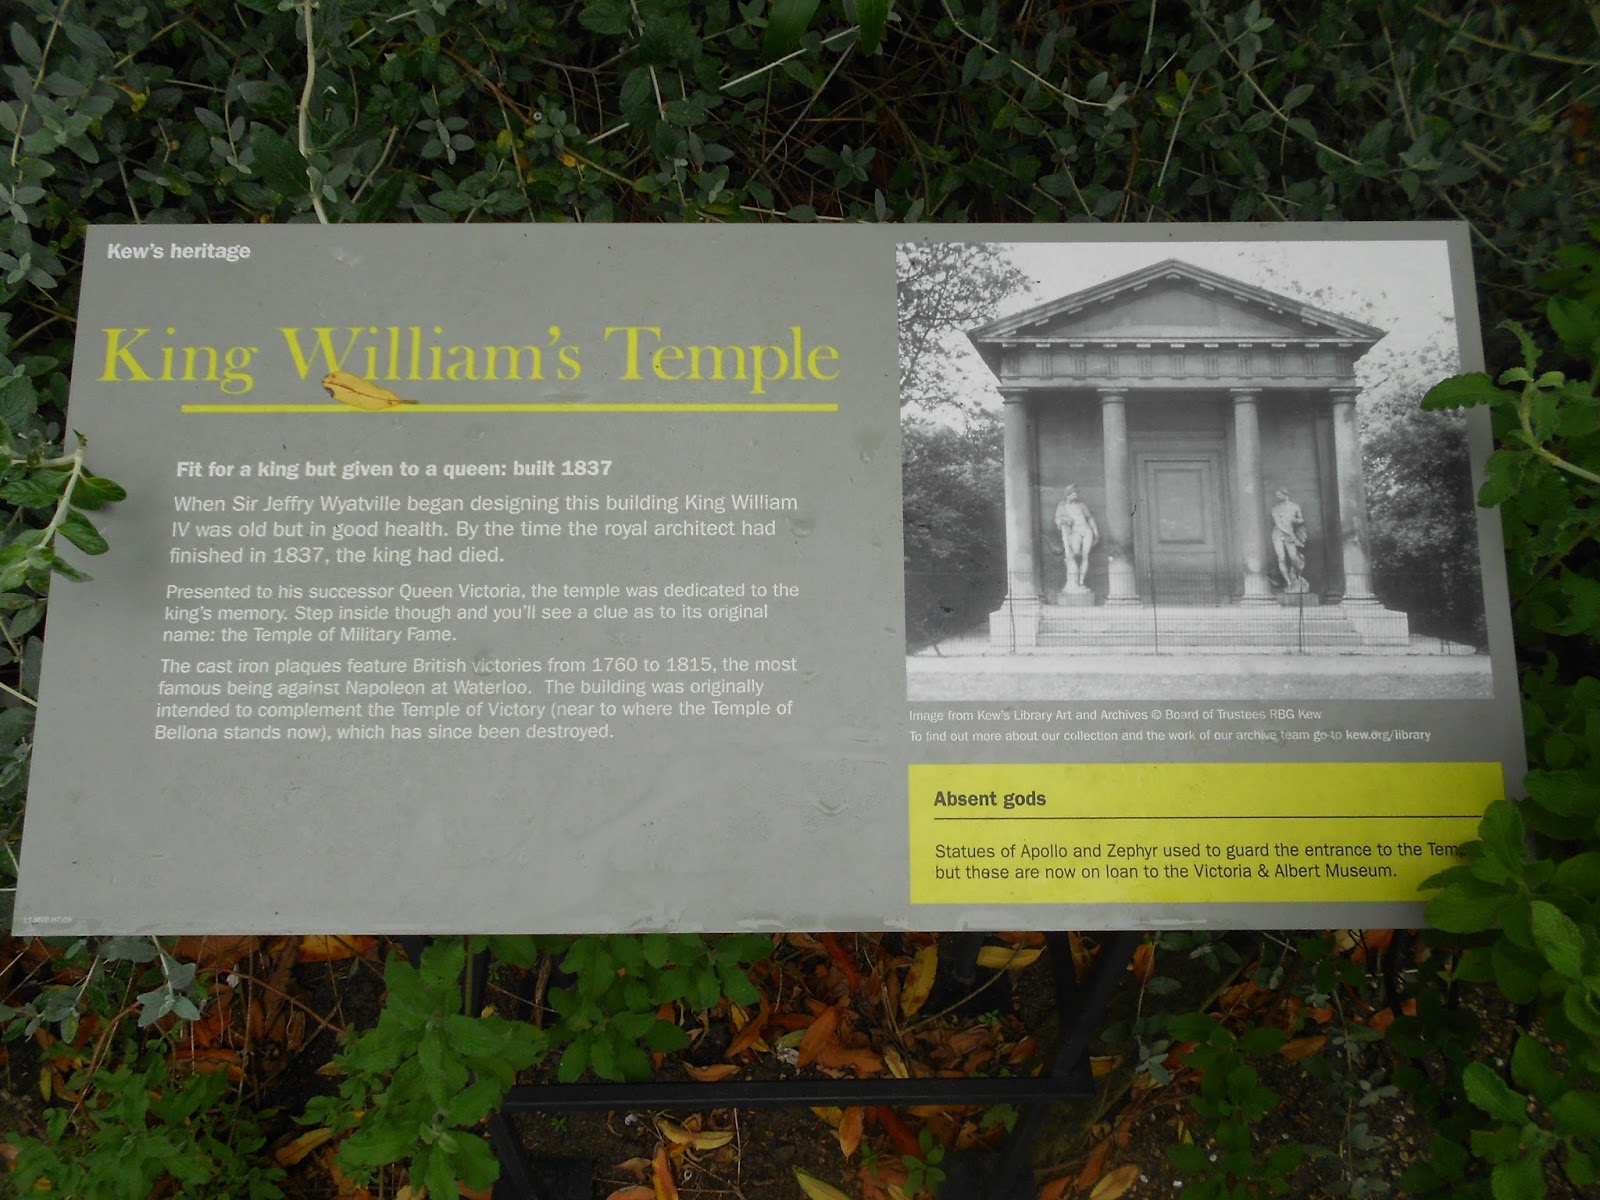 Kew's heritage
King William's Temple
Fit for a king but given to a queen: built 1837
When Sir Jeffry Wyatville began designing this building King William
IV was old but in good health. By the time the royal architect had
finished in 1837, the king had died.
Presented to his successor Queen Victoria, the temple was dedicated to the
king's memory. Step inside though and you'll see a clue as to its original
name: the Temple of Military Fame.
The cast iron plaques feature British victories from 1760 to 1815, the most
famous being against Napoleon at Waterloo. The building was originally
intended to complement the Temple of Victory (near to where the Temple of
Bellona stands now), which has since been destroyed.
Image from Kew's Library Art and Archives © Board of Trustees RBG Kew
To find out more about our collection and the work of our archive team go to kew.org/library
Absent gods
Statues of Apollo and Zephyr used to guard the entrance to the
but these are now on loan to the Victoria & Albert Museum.